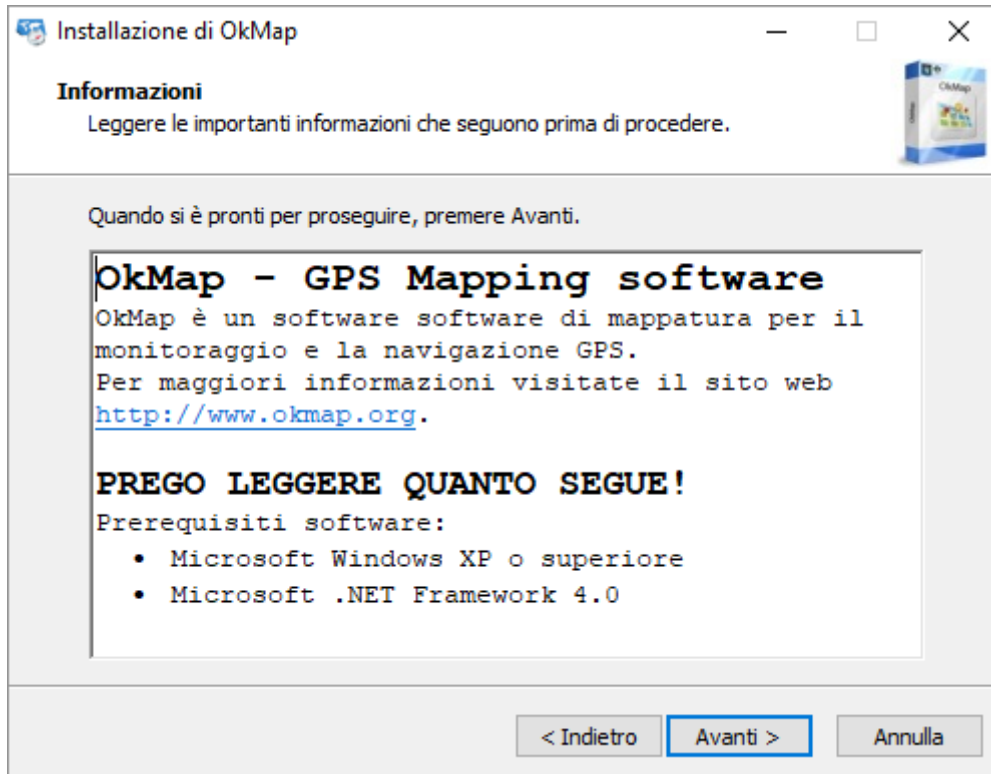 Installazione di OkMap
Informazioni
Leggere le importanti informazioni che seguono prima di procedere.
OkMap
Quando si è pronti per proseguire, premere Avanti.
OkMap - GPS Mapping software
OkMap è un software software di mappatura per il
monitoraggio e la navigazione GPS.
Per maggiori informazioni visitate il sito web
http://www.okmap.org.
PREGO LEGGERE QUANTO SEGUE!
Prerequisiti software:
• Microsoft Windows XP o superiore
• Microsoft .NET Framework 4.0
< Indietro
Avanti >
Annulla